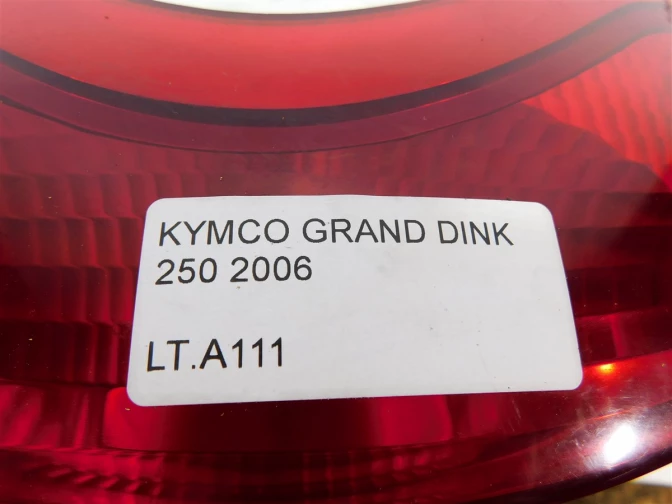 KYMCO GRAND DINK
250 2006
LT.A111